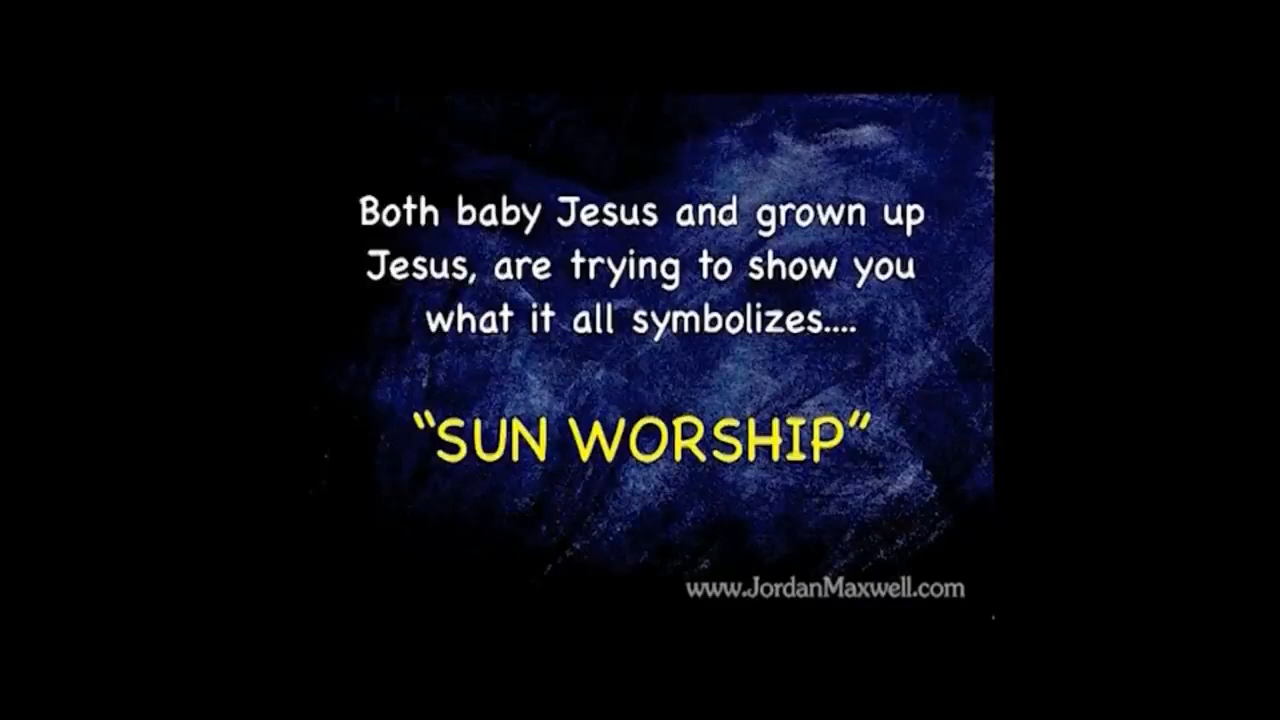 Both baby Jesus and grown up
Jesus, are trying to show you
what it all symbolizes....
“SUN WORSHIP”
www.JordanMaxwell.com